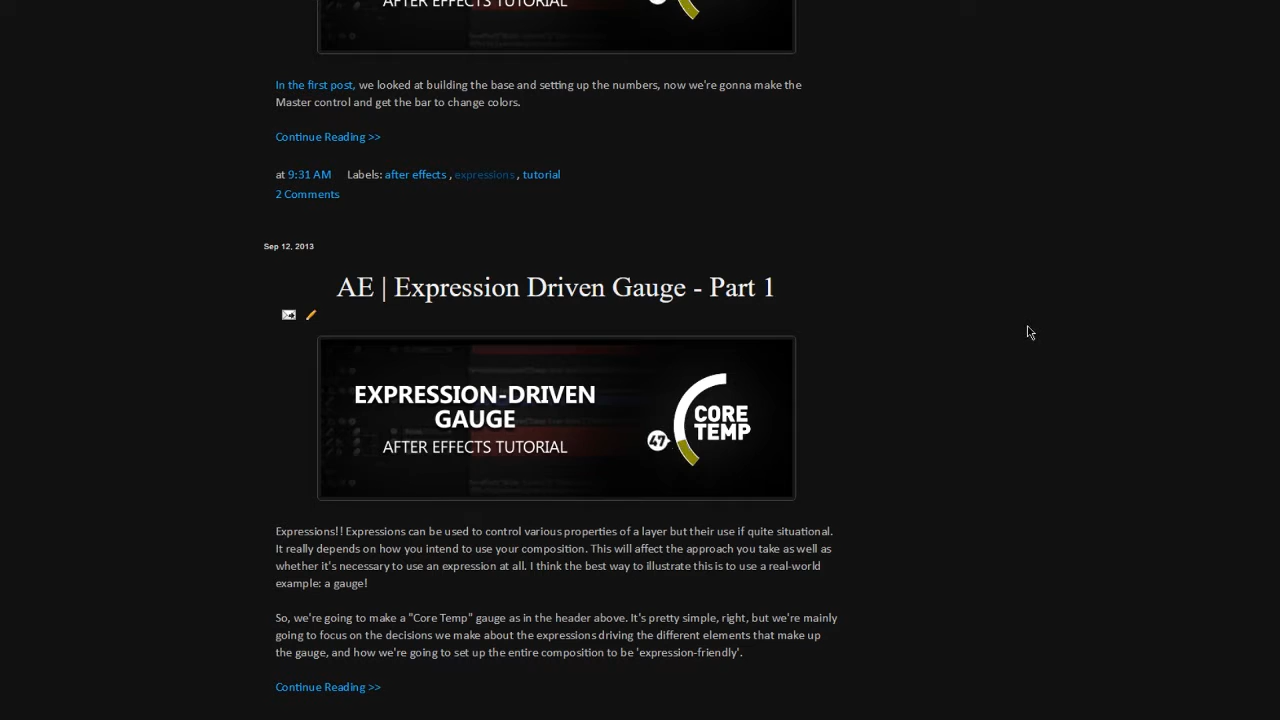 AFTER EFFECTS TUTORIAL
In the first post, we looked at building the base and setting up the numbers, now we're gonna make the
Master control and get the bar to change colors.
Continue Reading >>
at 9:31 AM Labels: after effects , expressions , tutorial
2 Comments
Sep 12, 2013
AE | Expression Driven Gauge - Part 1
EXPRESSION-DRIVEN
GAUGE
AFTER EFFECTS TUTORIAL
CORE
TEMP
47
Expressions!! Expressions can be used to control various properties of a layer but their use if quite situational.
It really depends on how you intend to use your composition. This will affect the approach you take as well as
whether it's necessary to use an expression at all. I think the best way to illustrate this is to use a real-world
example: a gauge!
So, we're going to make a "Core Temp" gauge as in the header above. It's pretty simple, right, but we're mainly
going to focus on the decisions we make about the expressions driving the different elements that make up
the gauge, and how we're going to set up the entire composition to be 'expression-friendly'.
Continue Reading >>